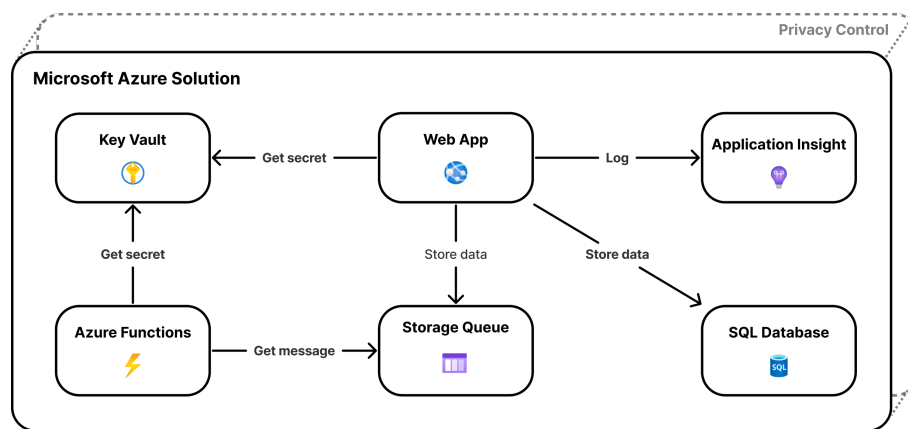 Privacy Control
Microsoft Azure Solution
Key Vault
Get secret
Web App
Log
Application Insight
Get secret
Store data
Store data
Azure Functions
Get message
Storage Queue
SQL Database
SQL